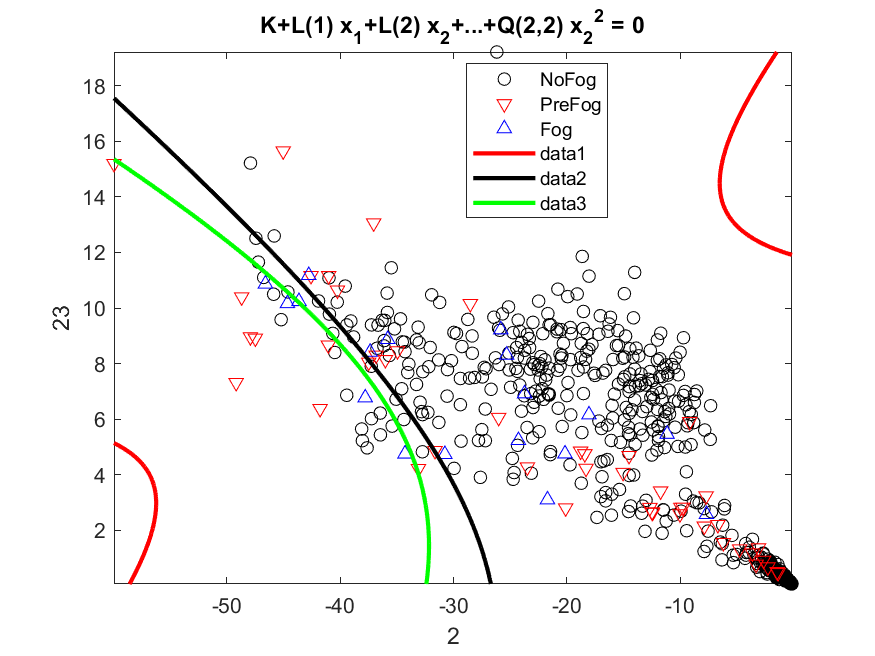 K+L(1) x1+L(2) x2+...+Q(2,2) x2^2 = 0
18
16
14
12
10
8
6
4
2
23
NoFog
PreFog
Fog
data1
data2
data3
-50
-40
-30
-20
-10
2